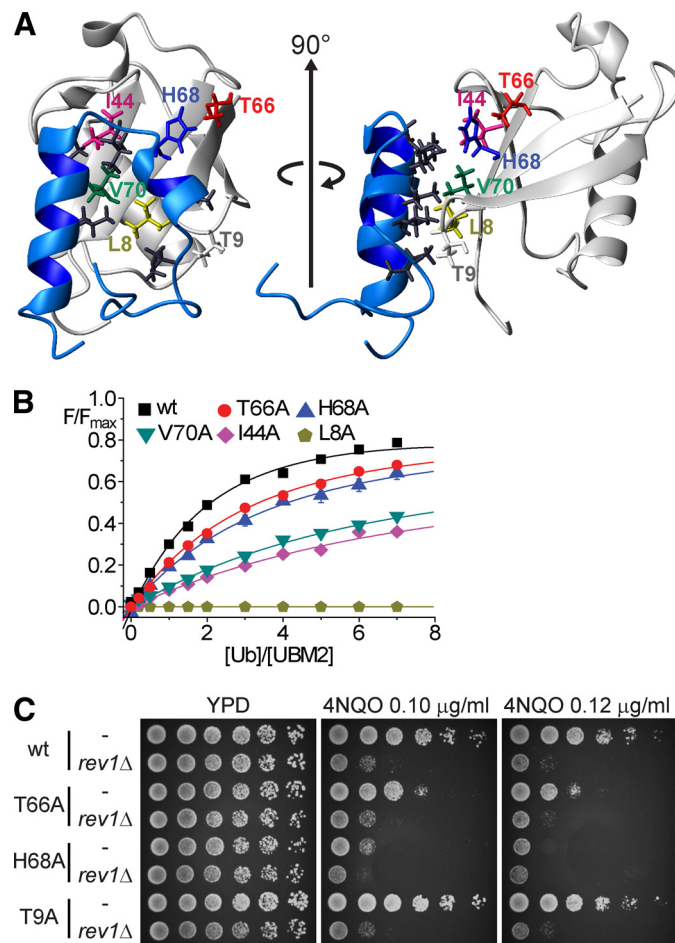 A
90°
I44
H68
T66
V70
L8
T9
T66
I44
H68
V70
L8
T9
B
F/Fmax
wt
T66A
H68A
V70A
I44A
L8A
0.8
0.6
0.4
0.2
0.0
0
2
4
6
8
[Ub]/[UBM2]
C
YPD
4NQO 0.10 μg/ml
4NQO 0.12 μg/ml
wt
-
rev1Δ
T66A
-
rev1Δ
H68A
-
rev1Δ
T9A
-
rev1Δ